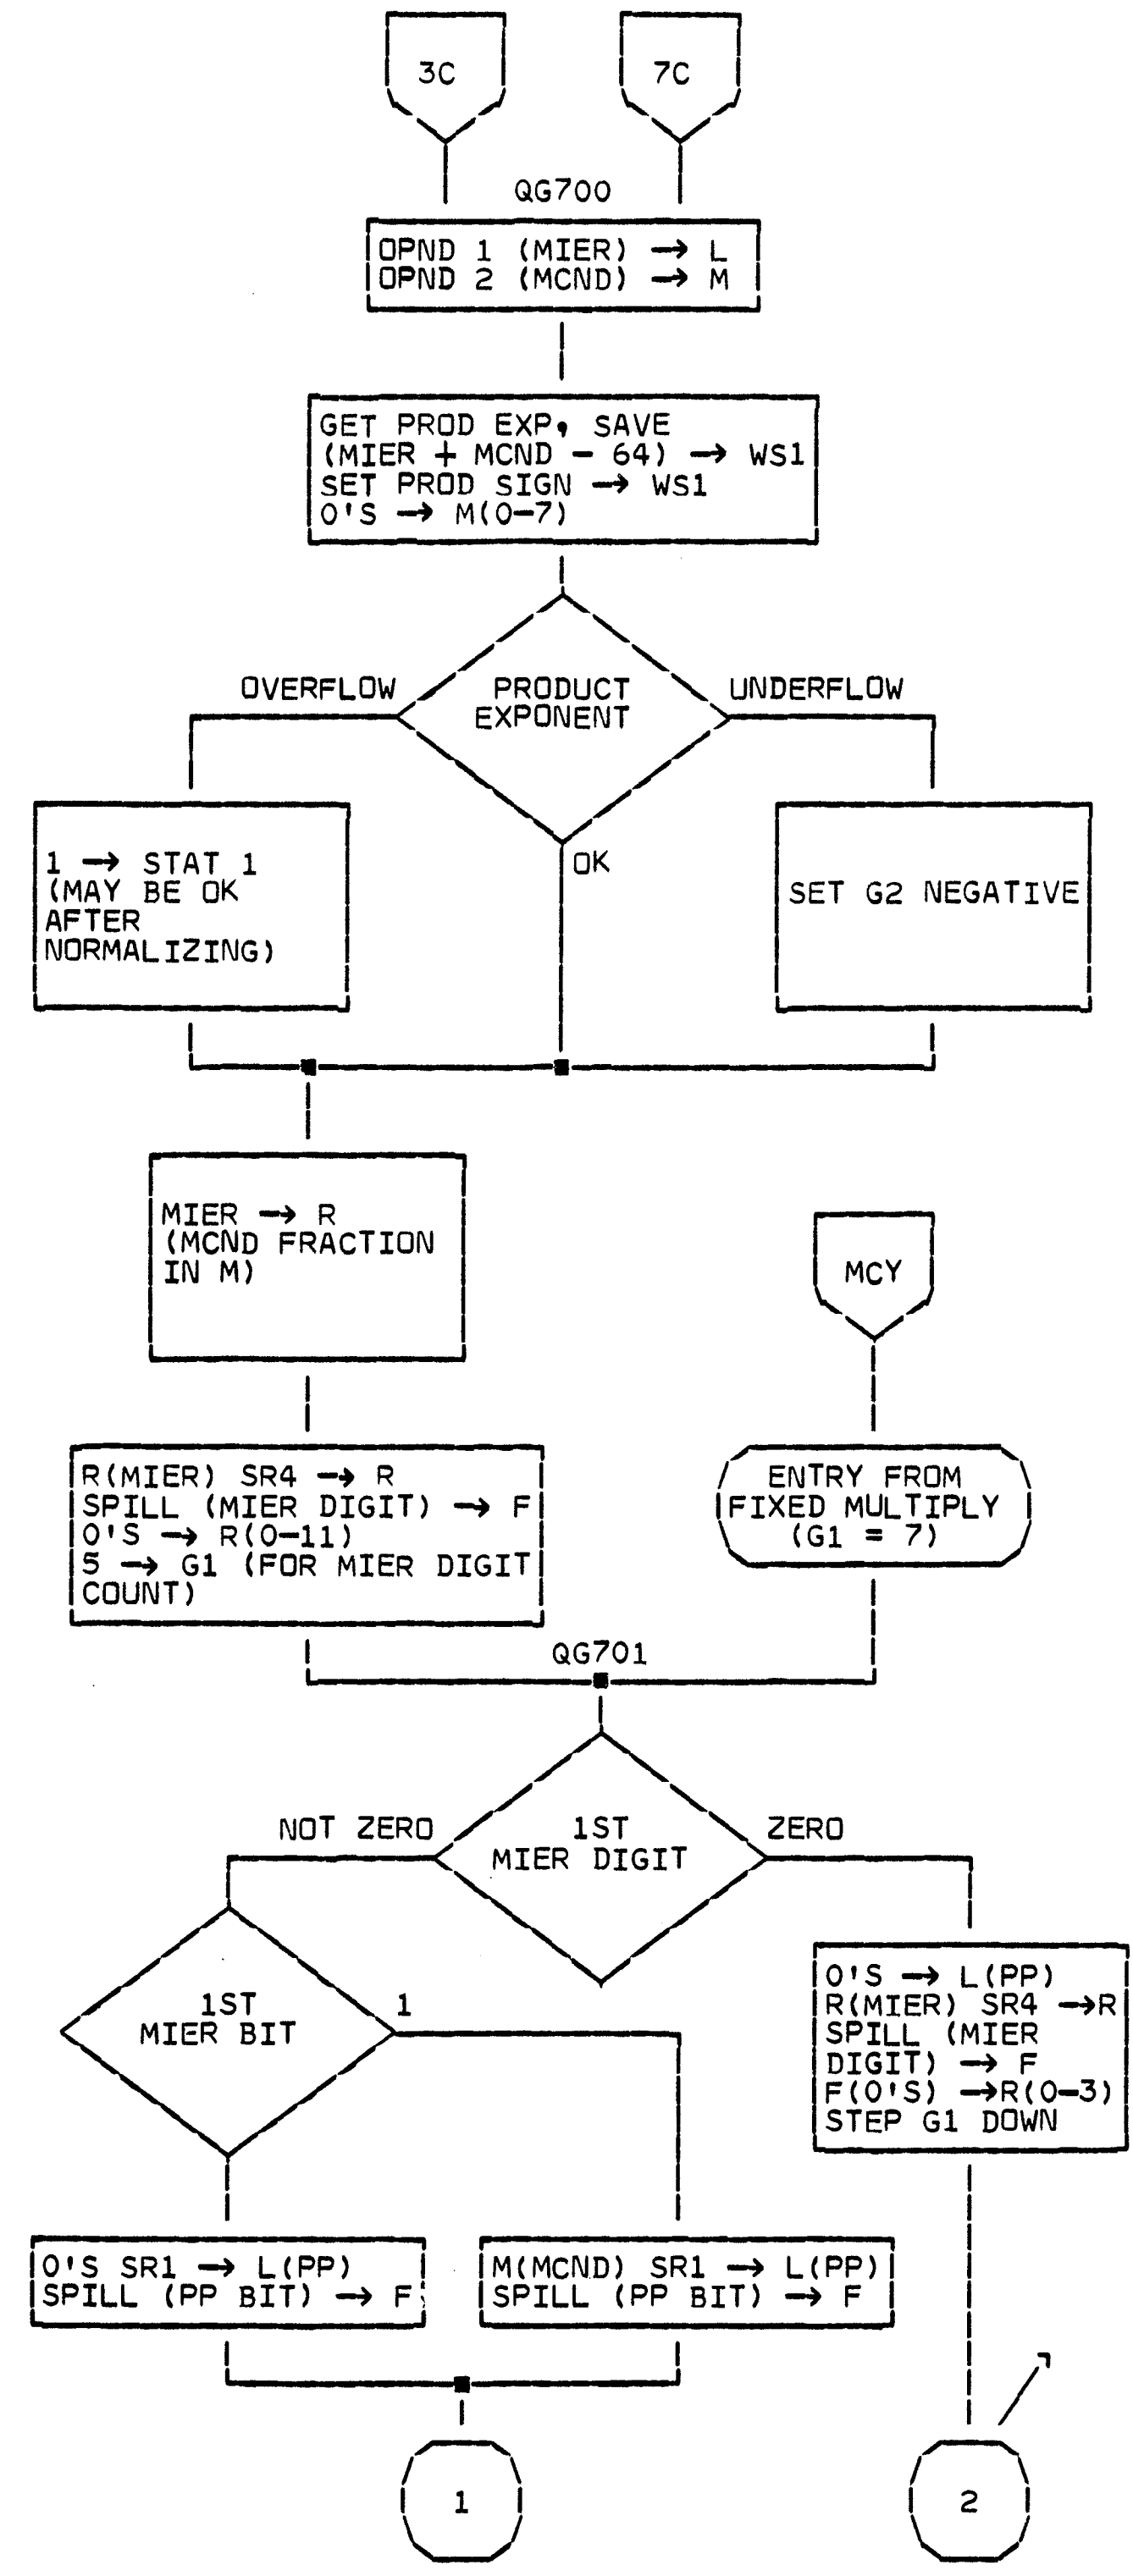 3C
7C
QG700
OPND 1 (MIER) → L
OPND 2 (MCND) → M
GET PROD EXP, SAVE
(MIER + MCND - 64) → WS1
SET PROD SIGN → WS1
0'S → M(0-7)
OVERFLOW
PRODUCT
EXPONENT
UNDERFLOW
OK
1 → STAT 1
(MAY BE OK
AFTER
NORMALIZING)
SET G2 NEGATIVE
MIER → R
(MCND FRACTION
IN M)
MCY
R(MIER) SR4 → R
SPILL (MIER DIGIT) → F
0'S → R(0-11)
5 → G1 (FOR MIER DIGIT
COUNT)
ENTRY FROM
FIXED MULTIPLY
(G1 = 7)
QG701
NOT ZERO
1ST
MIER DIGIT
ZERO
1ST
MIER BIT
1
0'S → L(PP)
R(MIER) SR4 →R
SPILL (MIER
DIGIT) → F
F(0'S) →R(0-3)
STEP G1 DOWN
0'S SR1 → L(PP)
SPILL (PP BIT) → F
M(MCND) SR1 → L(PP)
SPILL (PP BIT) → F
1
2